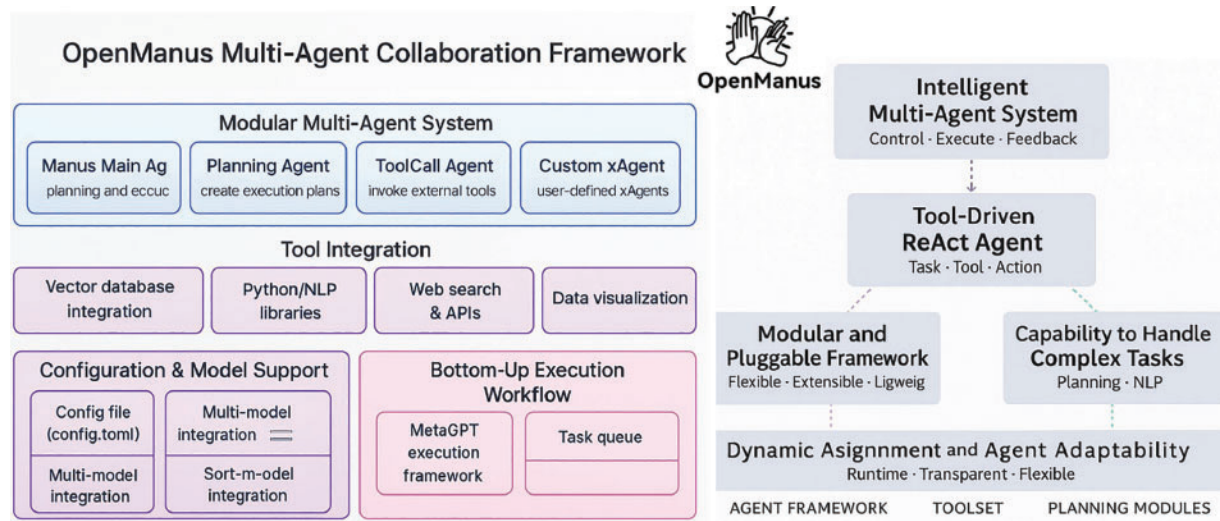 OpenManus Multi-Agent Collaboration Framework
Modular Multi-Agent System
Manus Main Ag
planning and eccuc
Planning Agent
create execution plans
ToolCall Agent
invoke external tools
Custom xAgent
user-defined xAgents
Tool Integration
Vector database
integration
Python/NLP
libraries
Web search
& APIs
Data visualization
Configuration & Model Support
Config file
(config.toml)
Multi-model
integration
Multi-model
integration
Sort-m-odel
integration
Bottom-Up Execution
Workflow
MetaGPT
execution
framework
Task queue
OpenManus
Intelligent
Multi-Agent System
Control · Execute · Feedback
Tool-Driven
ReAct Agent
Task · Tool · Action
Modular and
Pluggable Framework
Flexible · Extensible · Ligweig
Capability to Handle
Complex Tasks
Planning · NLP
Dynamic Asignnment and Agent Adaptability
Runtime · Transparent · Flexible
AGENT FRAMEWORK TOOLSET PLANNING MODULES